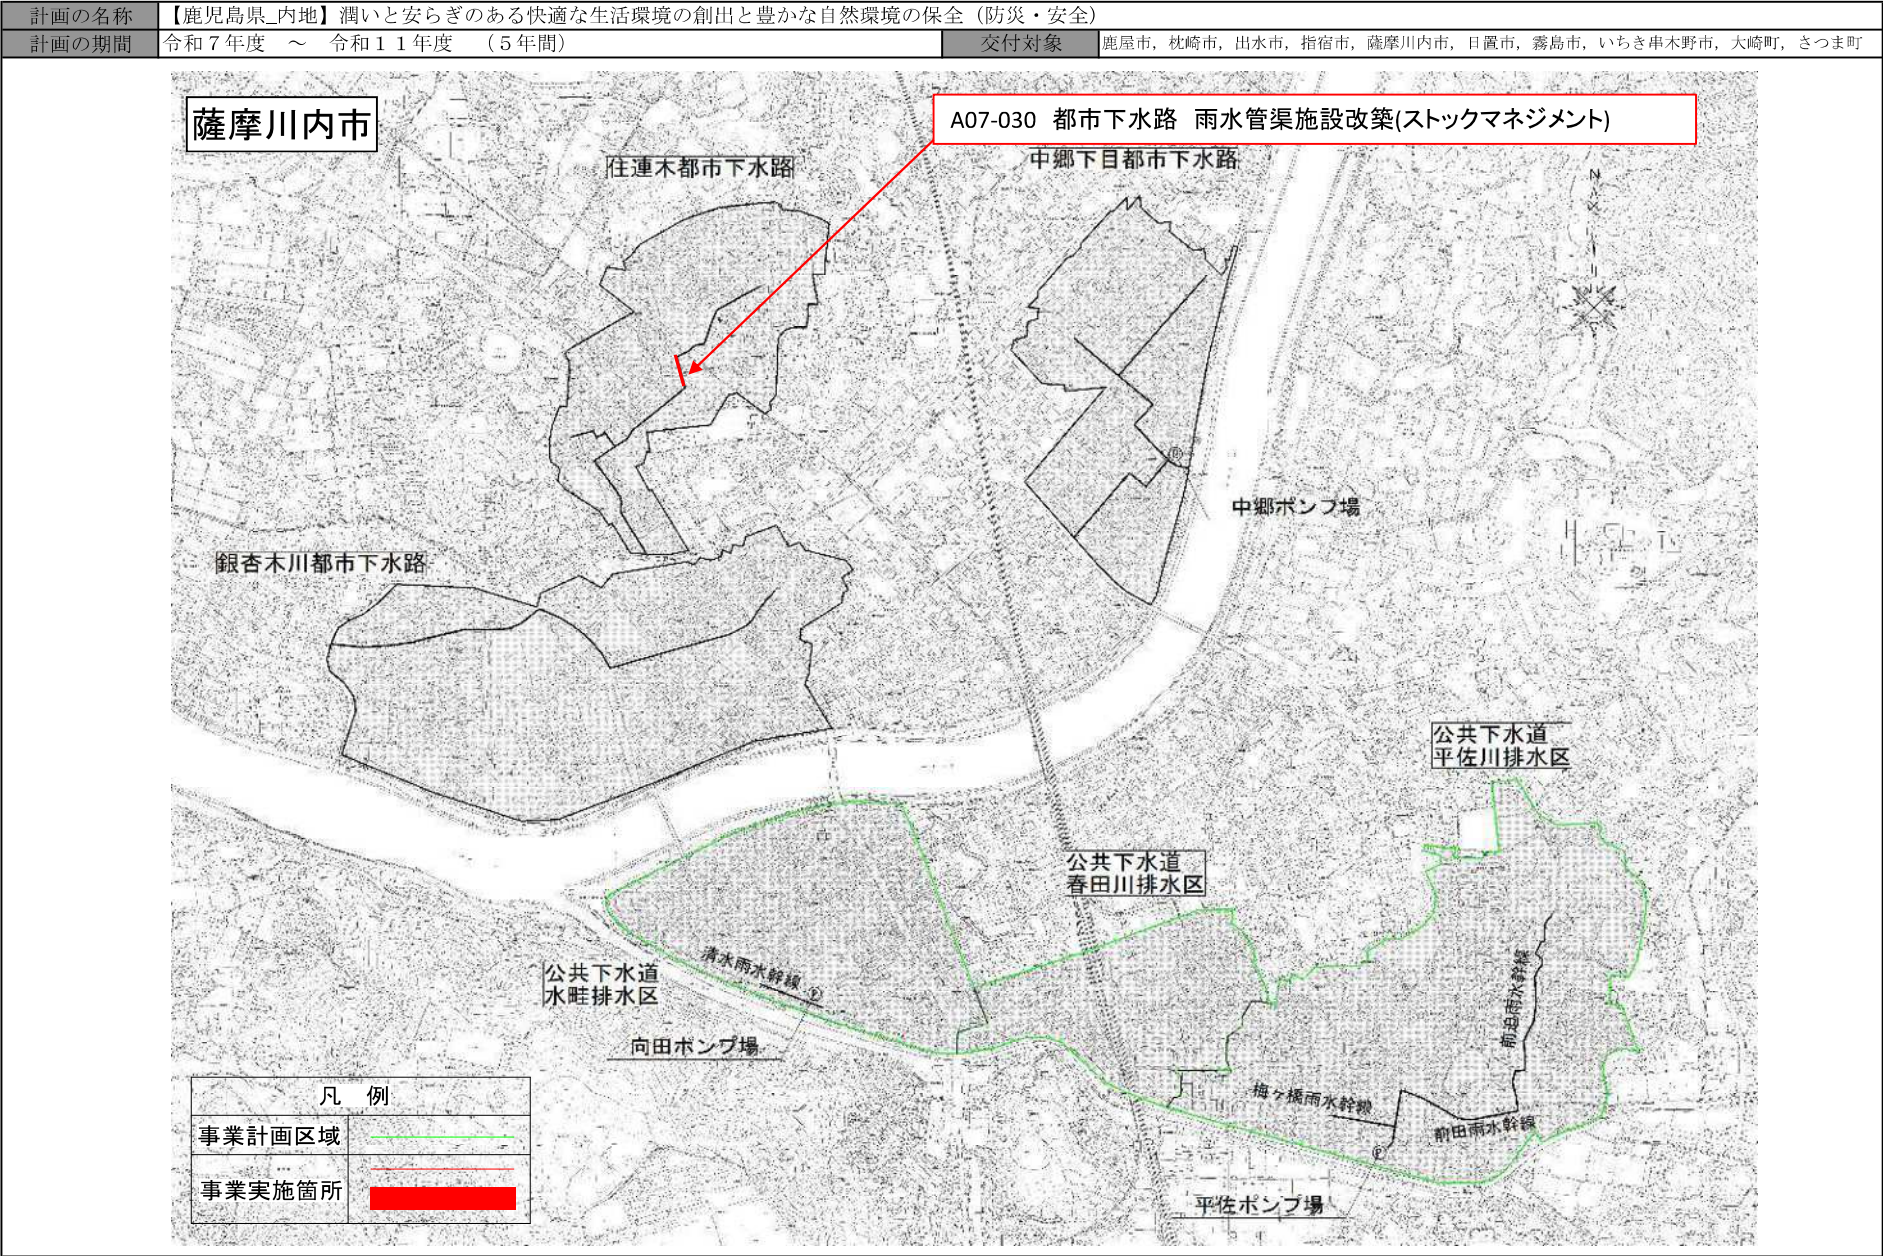 計画の名称
【鹿児島県_内地】潤いと安らぎのある快適な生活環境の創出と豊かな自然環境の保全（防災・安全）
計画の期間
令和７年度　～　令和１１年度　（５年間）
交付対象
鹿屋市，枕崎市，出水市，指宿市，薩摩川内市，日置市，霧島市，いちき串木野市，大崎町，さつま町
薩摩川内市
A07-030 都市下水路 雨水管渠施設改築(ストックマネジメント)
住連木都市下水路
中郷下目都市下水路
N
中郷ポンプ場
銀杏木川都市下水路
公共下水道
平佐川排水区
公共下水道
春田川排水区
清水雨水幹線 Ⓟ
公共下水道
水畦排水区
向田ポンプ場
前迫雨水幹線
梅ヶ橋雨水幹線
前田雨水幹線
Ⓟ
平佐ポンプ場
凡 例
事業計画区域
事業実施箇所